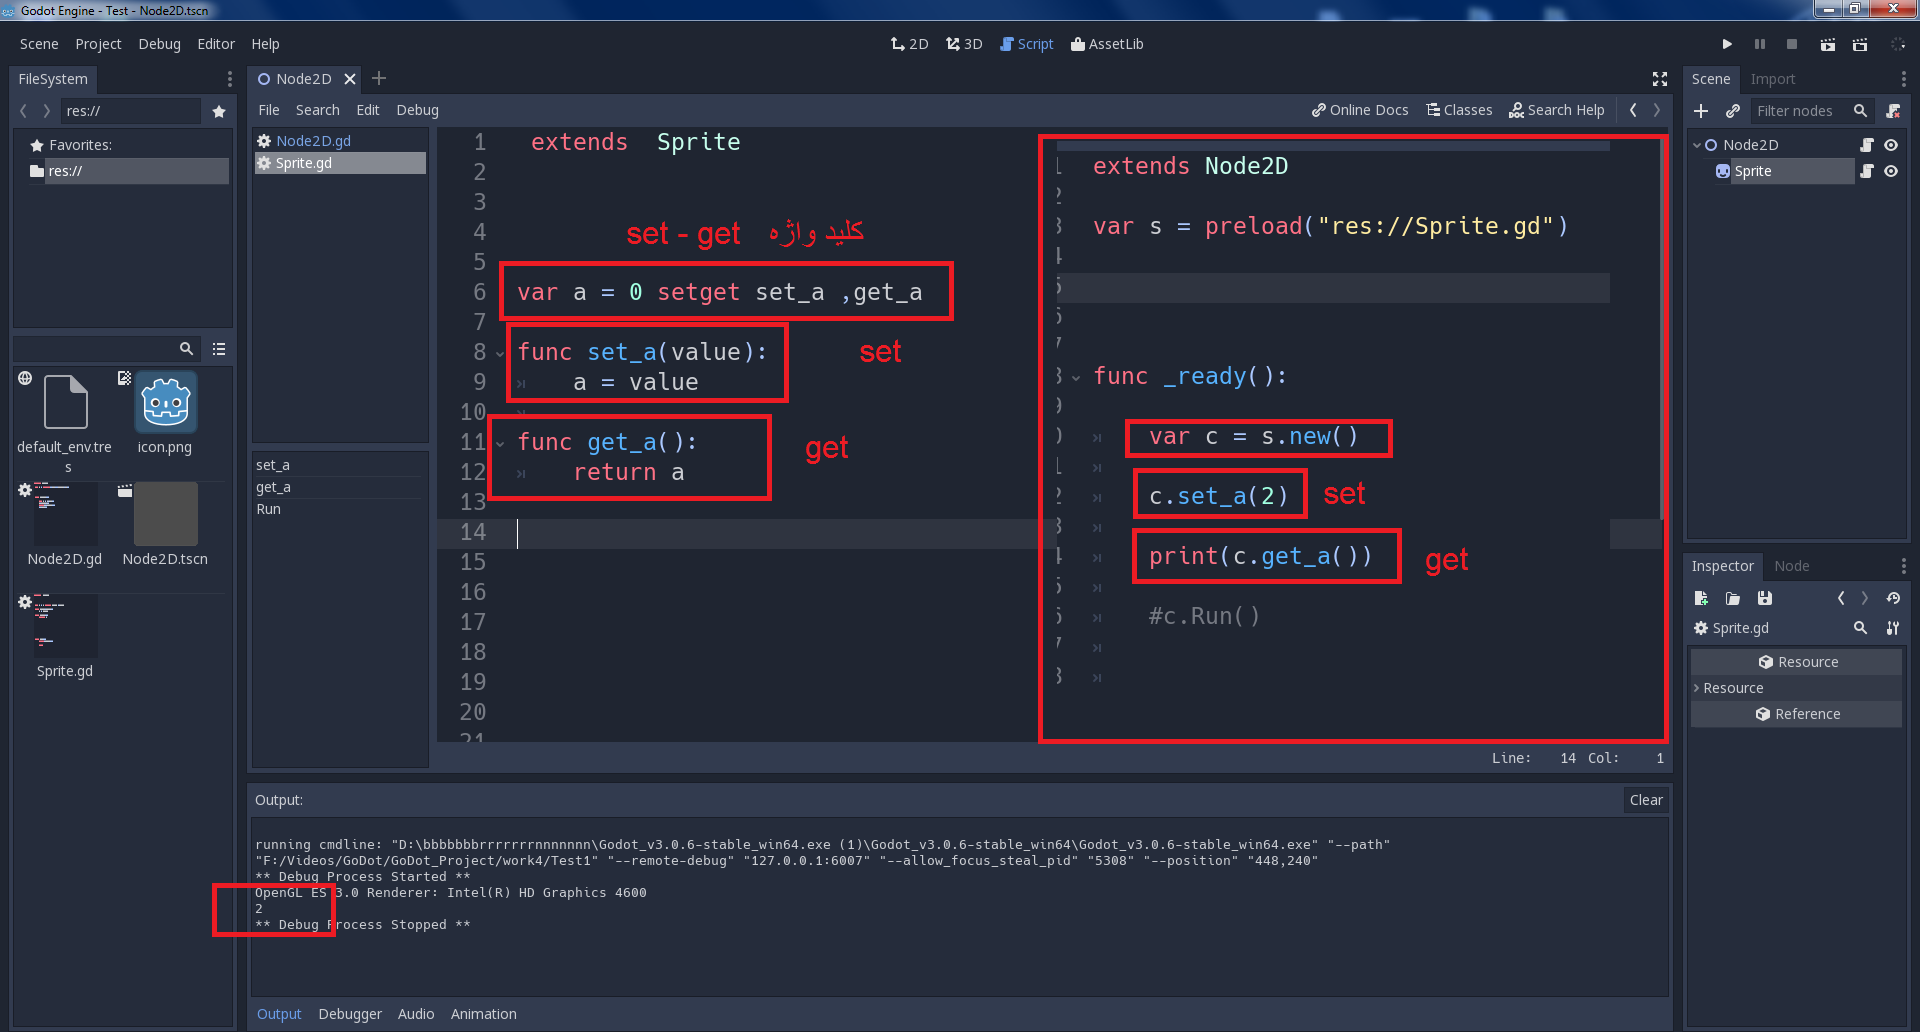 Godot Engine - Test - Node2D.tscn
Scene Project Debug Editor Help
2D 3D Script AssetLib
FileSystem
res://
Favorites:
res://
default_env.tres
icon.png
Node2D.gd
Node2D.tscn
Sprite.gd
Node2D
File Search Edit Debug
Online Docs Classes Search Help
Node2D.gd
Sprite.gd
set_a
get_a
Run
1 extends Sprite
2
3
4
set - get کلید واژه
5
6 var a = 0 setget set_a ,get_a
7
8 func set_a(value):
set
9 a = value
10
11 func get_a():
get
12 return a
13
14
15
16
17
18
19
20
21
extends Node2D
var s = preload("res://Sprite.gd")
func _ready():
var c = s.new()
c.set_a(2)
set
print(c.get_a())
get
#c.Run()
Line: 14 Col: 1
Output:
Clear
running cmdline: "D:\bbbbbbbrrrrrrrnnnnnnn\Godot_v3.0.6-stable_win64.exe (1)\Godot_v3.0.6-stable_win64\Godot_v3.0.6-stable_win64.exe" "--path"
"F:/Videos/GoDot/GoDot_Project/work4/Test1" "--remote-debug" "127.0.0.1:6007" "--allow_focus_steal_pid" "5308" "--position" "448,240"
** Debug Process Started **
OpenGL ES 3.0 Renderer: Intel(R) HD Graphics 4600
2
** Debug Process Stopped **
Output Debugger Audio Animation
Scene Import
Filter nodes
Node2D
Sprite
Inspector Node
Sprite.gd
Resource
Resource
Reference